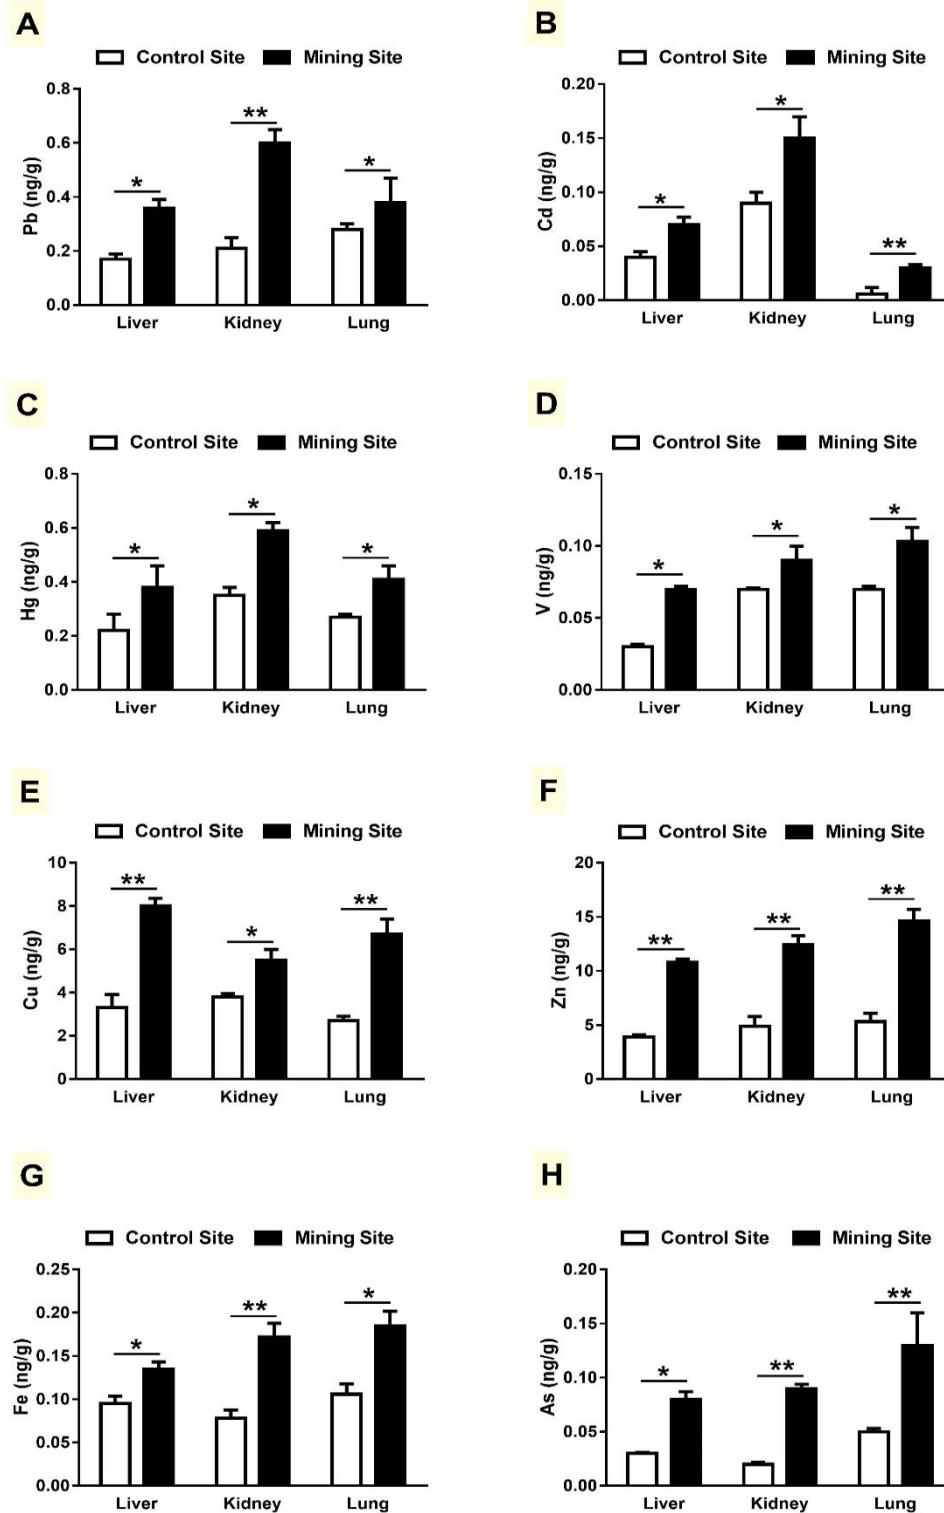 A
Control Site Mining Site
Pb (ng/g)
0.8
0.6
0.4
0.2
0.0
* ** *
Liver Kidney Lung
B
Control Site Mining Site
Cd (ng/g)
0.20
0.15
0.10
0.05
0.00
* * **
Liver Kidney Lung
C
Control Site Mining Site
Hg (ng/g)
0.8
0.6
0.4
0.2
0.0
* * *
Liver Kidney Lung
D
Control Site Mining Site
V (ng/g)
0.15
0.10
0.05
0.00
* * *
Liver Kidney Lung
E
Control Site Mining Site
Cu (ng/g)
10
8
6
4
2
0
** * **
Liver Kidney Lung
F
Control Site Mining Site
Zn (ng/g)
20
15
10
5
0
** ** **
Liver Kidney Lung
G
Control Site Mining Site
Fe (ng/g)
0.25
0.20
0.15
0.10
0.05
0.00
* ** *
Liver Kidney Lung
H
Control Site Mining Site
As (ng/g)
0.20
0.15
0.10
0.05
0.00
* ** **
Liver Kidney Lung